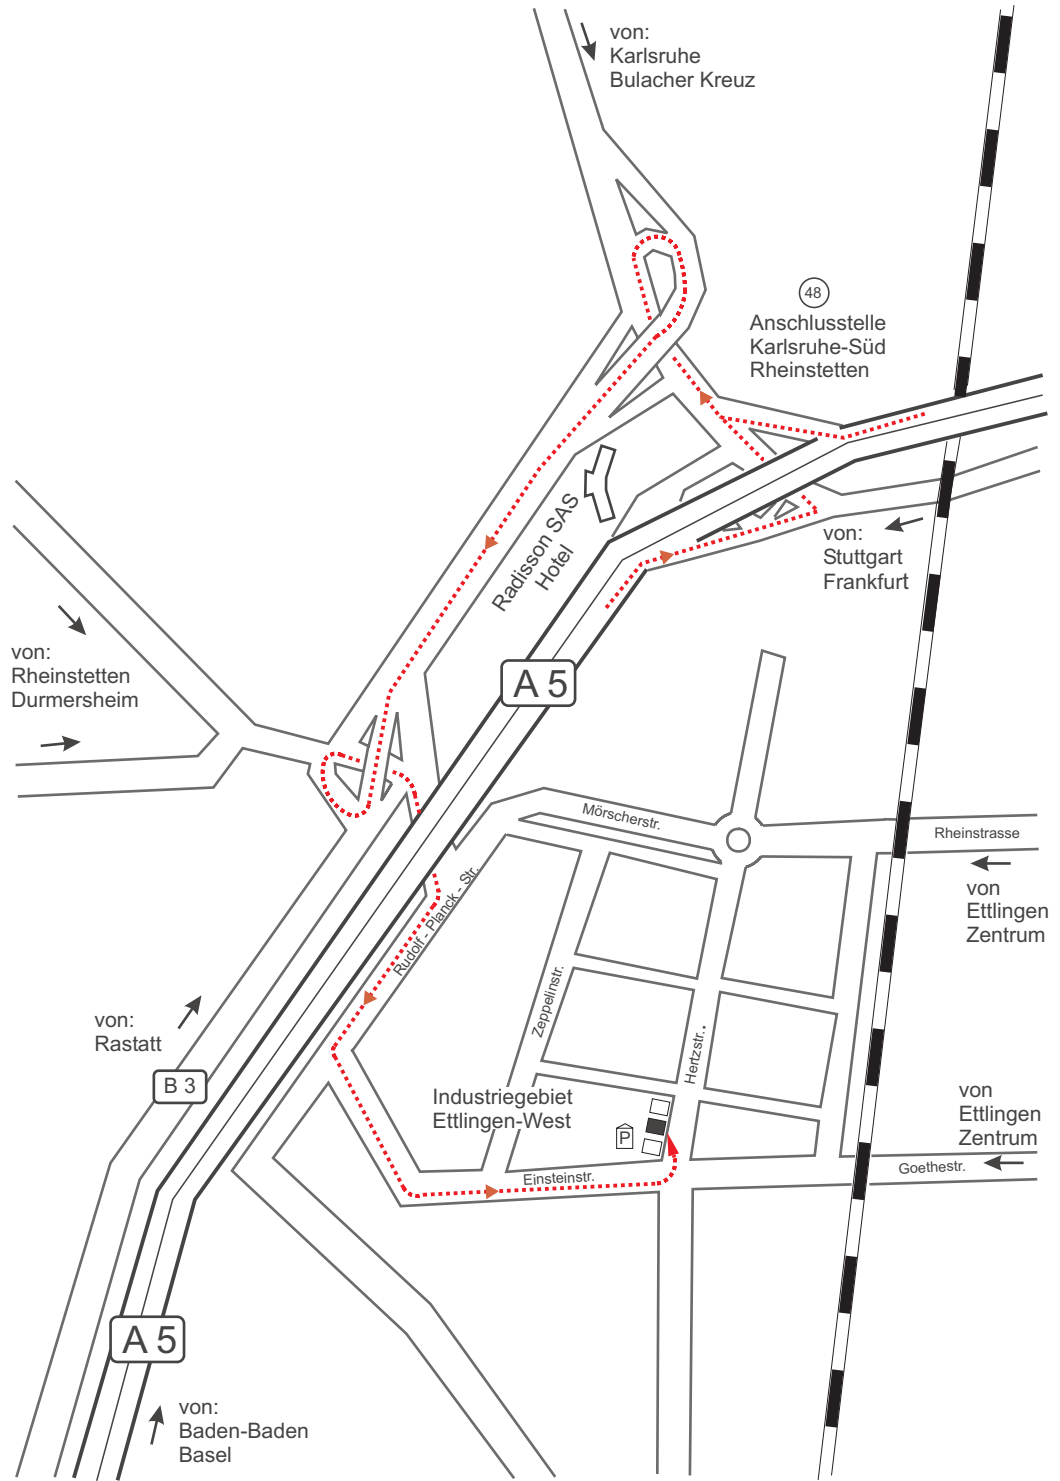 von:
Karlsruhe
Bulacher Kreuz
48
Anschlusstelle
Karlsruhe-Süd
Rheinstetten
Radisson SAS
Hotel
von:
Stuttgart
Frankfurt
von:
Rheinstetten
Durmersheim
A 5
Mörscherstr.
Rheinstrasse
von
Ettlingen
Zentrum
Rudolf - Planck - Str.
Zeppelinstr.
Hertzstr..
von:
Rastatt
B 3
Industriegebiet
Ettlingen-West
P
von
Ettlingen
Zentrum
Einsteinstr.
Goethestr.
A 5
von:
Baden-Baden
Basel